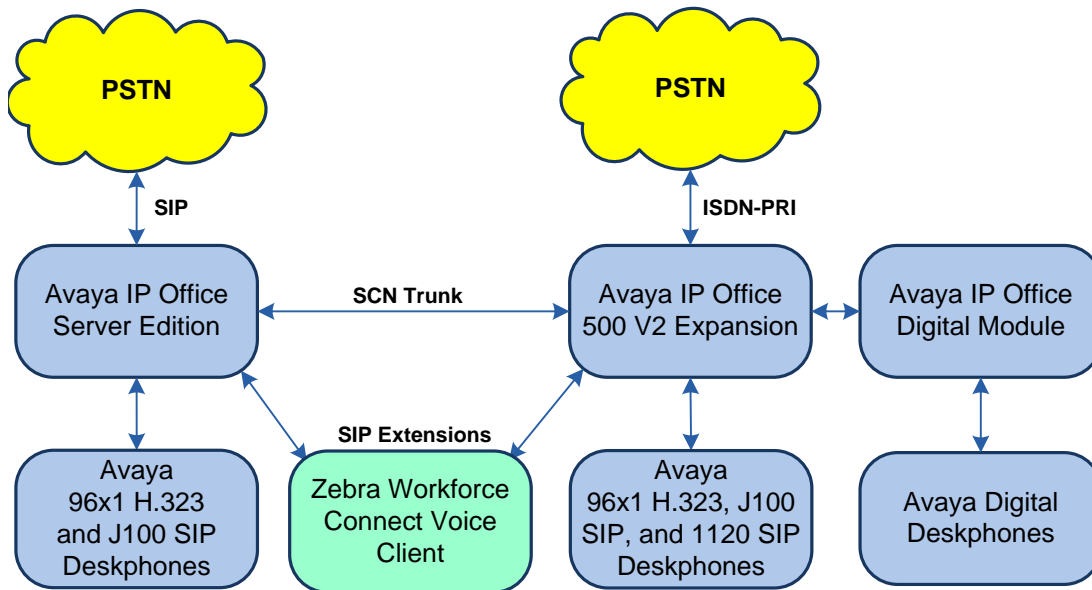 PSTN
PSTN
SIP
ISDN-PRI
Avaya IP Office
Server Edition
SCN Trunk
Avaya IP Office
500 V2 Expansion
Avaya IP Office
Digital Module
SIP Extensions
Avaya
96x1 H.323
and J100 SIP
Deskphones
Zebra Workforce
Connect Voice
Client
Avaya
96x1 H.323, J100
SIP, and 1120 SIP
Deskphones
Avaya Digital
Deskphones